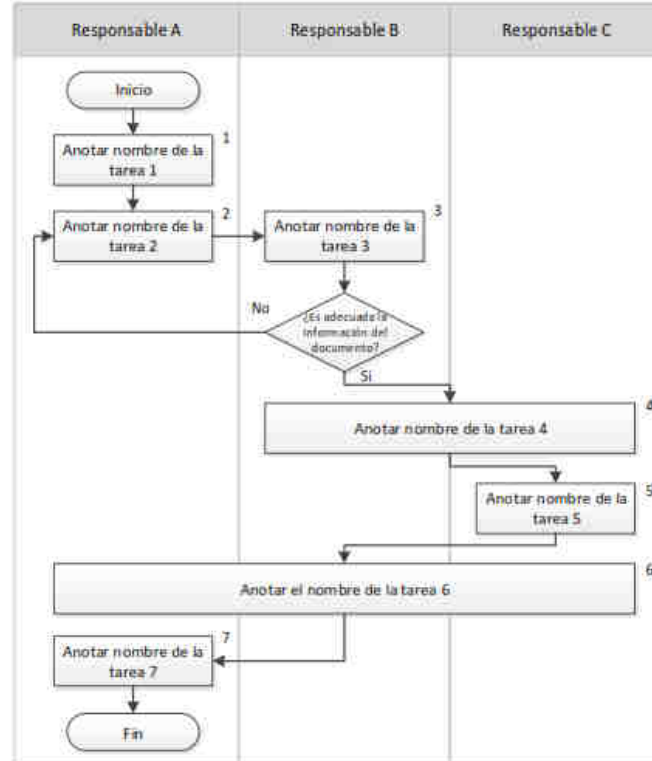 Responsable A
Responsable B
Responsable C
Inicio
1
Anotar nombre de la
tarea 1
2
Anotar nombre de la
tarea 2
3
Anotar nombre de la
tarea 3
No
¿Es adecuada la
información del
documento?
Si
4
Anotar nombre de la tarea 4
5
Anotar nombre de la
tarea 5
6
Anotar el nombre de la tarea 6
7
Anotar nombre de la
tarea 7
Fin